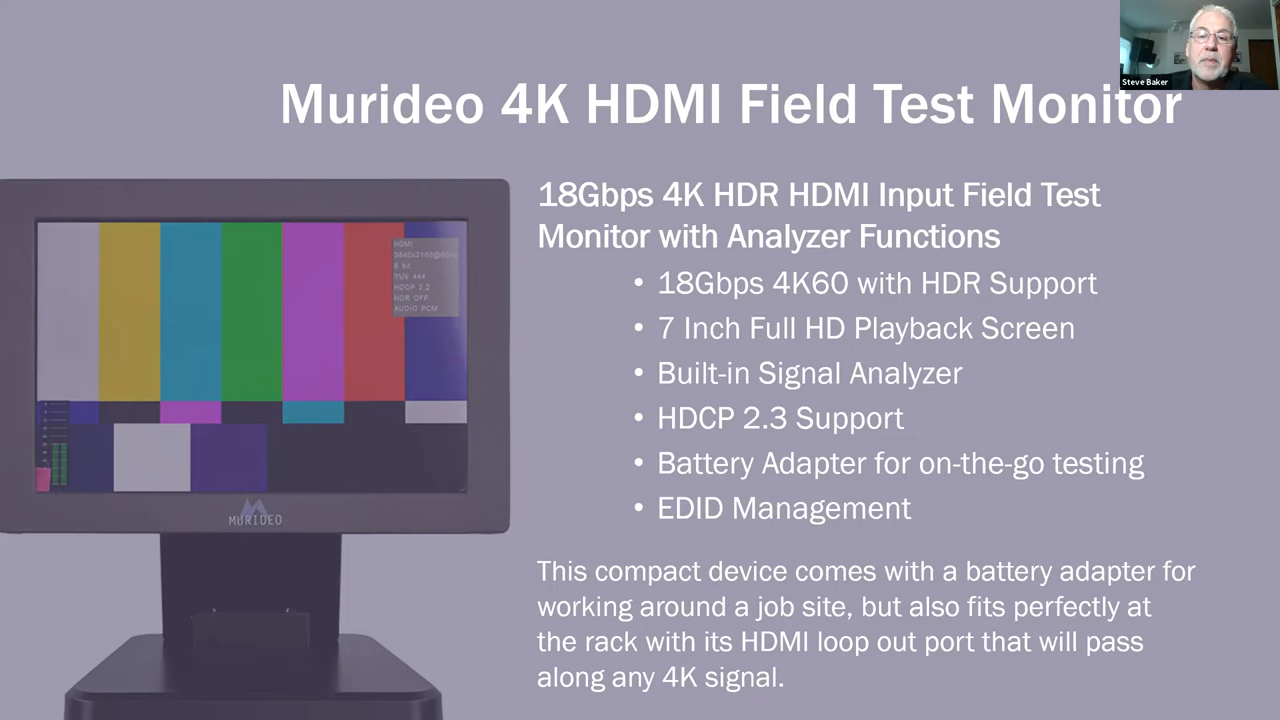 Steve Baker
Murideo 4K HDMI Field Test Monitor
18Gbps 4K HDR HDMI Input Field Test
Monitor with Analyzer Functions
• 18Gbps 4K60 with HDR Support
• 7 Inch Full HD Playback Screen
• Built-in Signal Analyzer
• HDCP 2.3 Support
• Battery Adapter for on-the-go testing
• EDID Management
This compact device comes with a battery adapter for
working around a job site, but also fits perfectly at
the rack with its HDMI loop out port that will pass
along any 4K signal.
HDMI
3840x2160@60Hz
8 bit
YUV 444
HDCP 2.2
HDR OFF
AUDIO PCM
MURIDEO